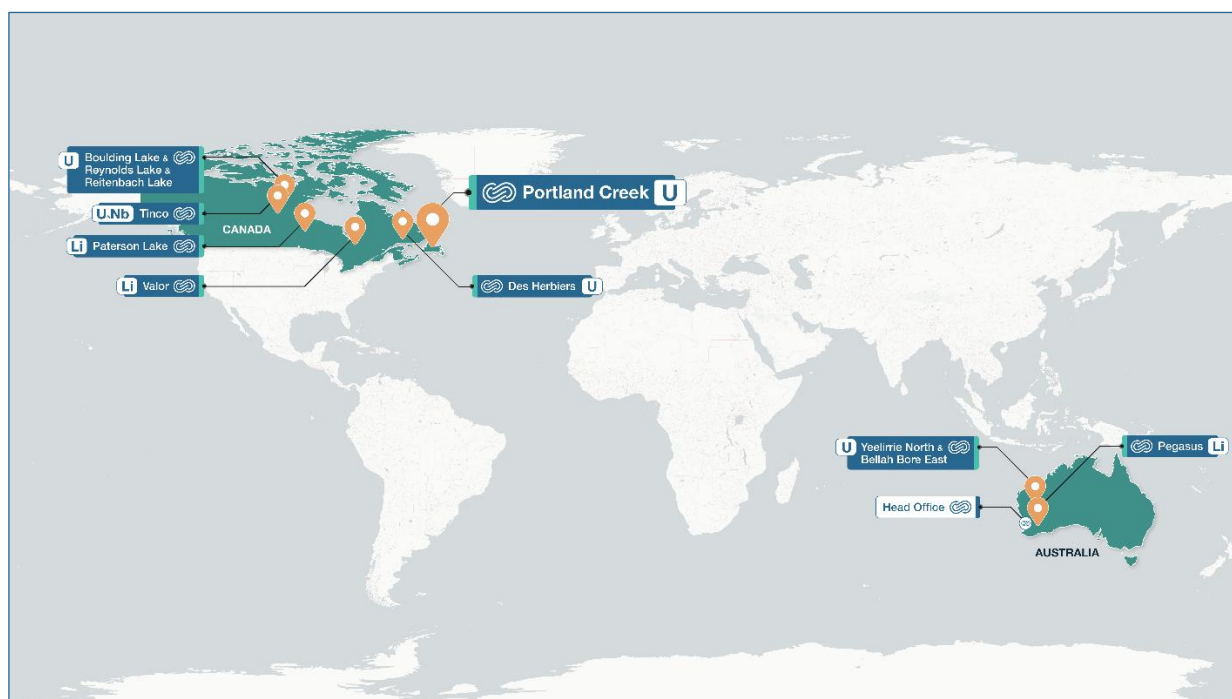 U
Boulding Lake &
Reynolds Lake &
Reitenbach Lake
U,Nb Tinco
Li Paterson Lake
Li Valor
CANADA
Portland Creek U
Des Herbiers U
U
Yeelirrie North &
Bellah Bore East
Pegasus Li
Head Office
AUSTRALIA